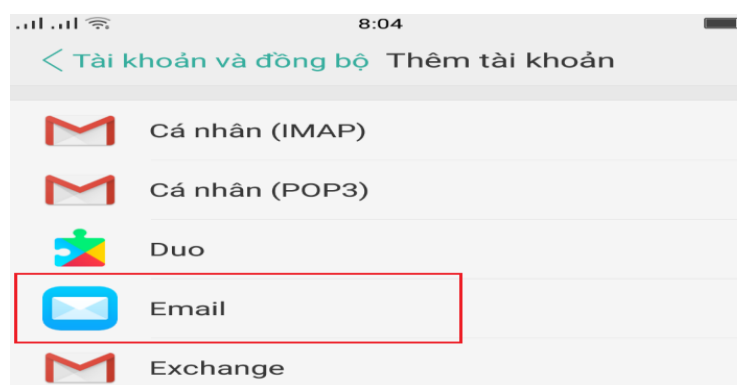 8:04
< Tài khoản và đồng bộ Thêm tài khoản
Cá nhân (IMAP)
Cá nhân (POP3)
Duo
Email
Exchange